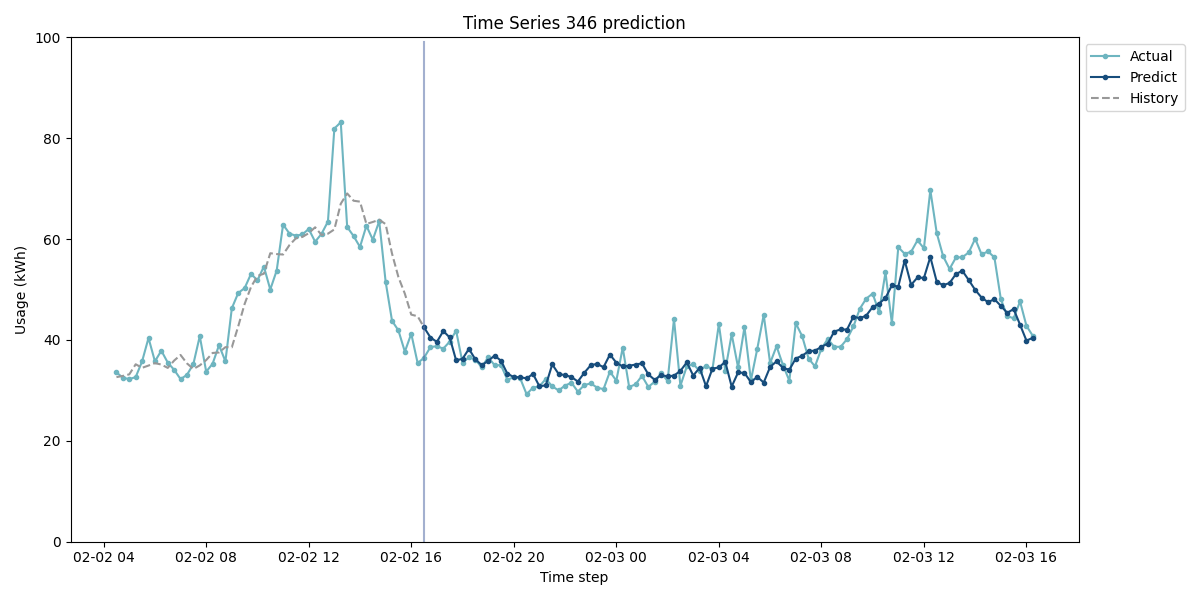 Time Series 346 prediction
100
80
60
40
20
0
Usage (kWh)
02-02 04
02-02 08
02-02 12
02-02 16
02-02 20
02-03 00
02-03 04
02-03 08
02-03 12
02-03 16
Time step
Actual
Predict
History